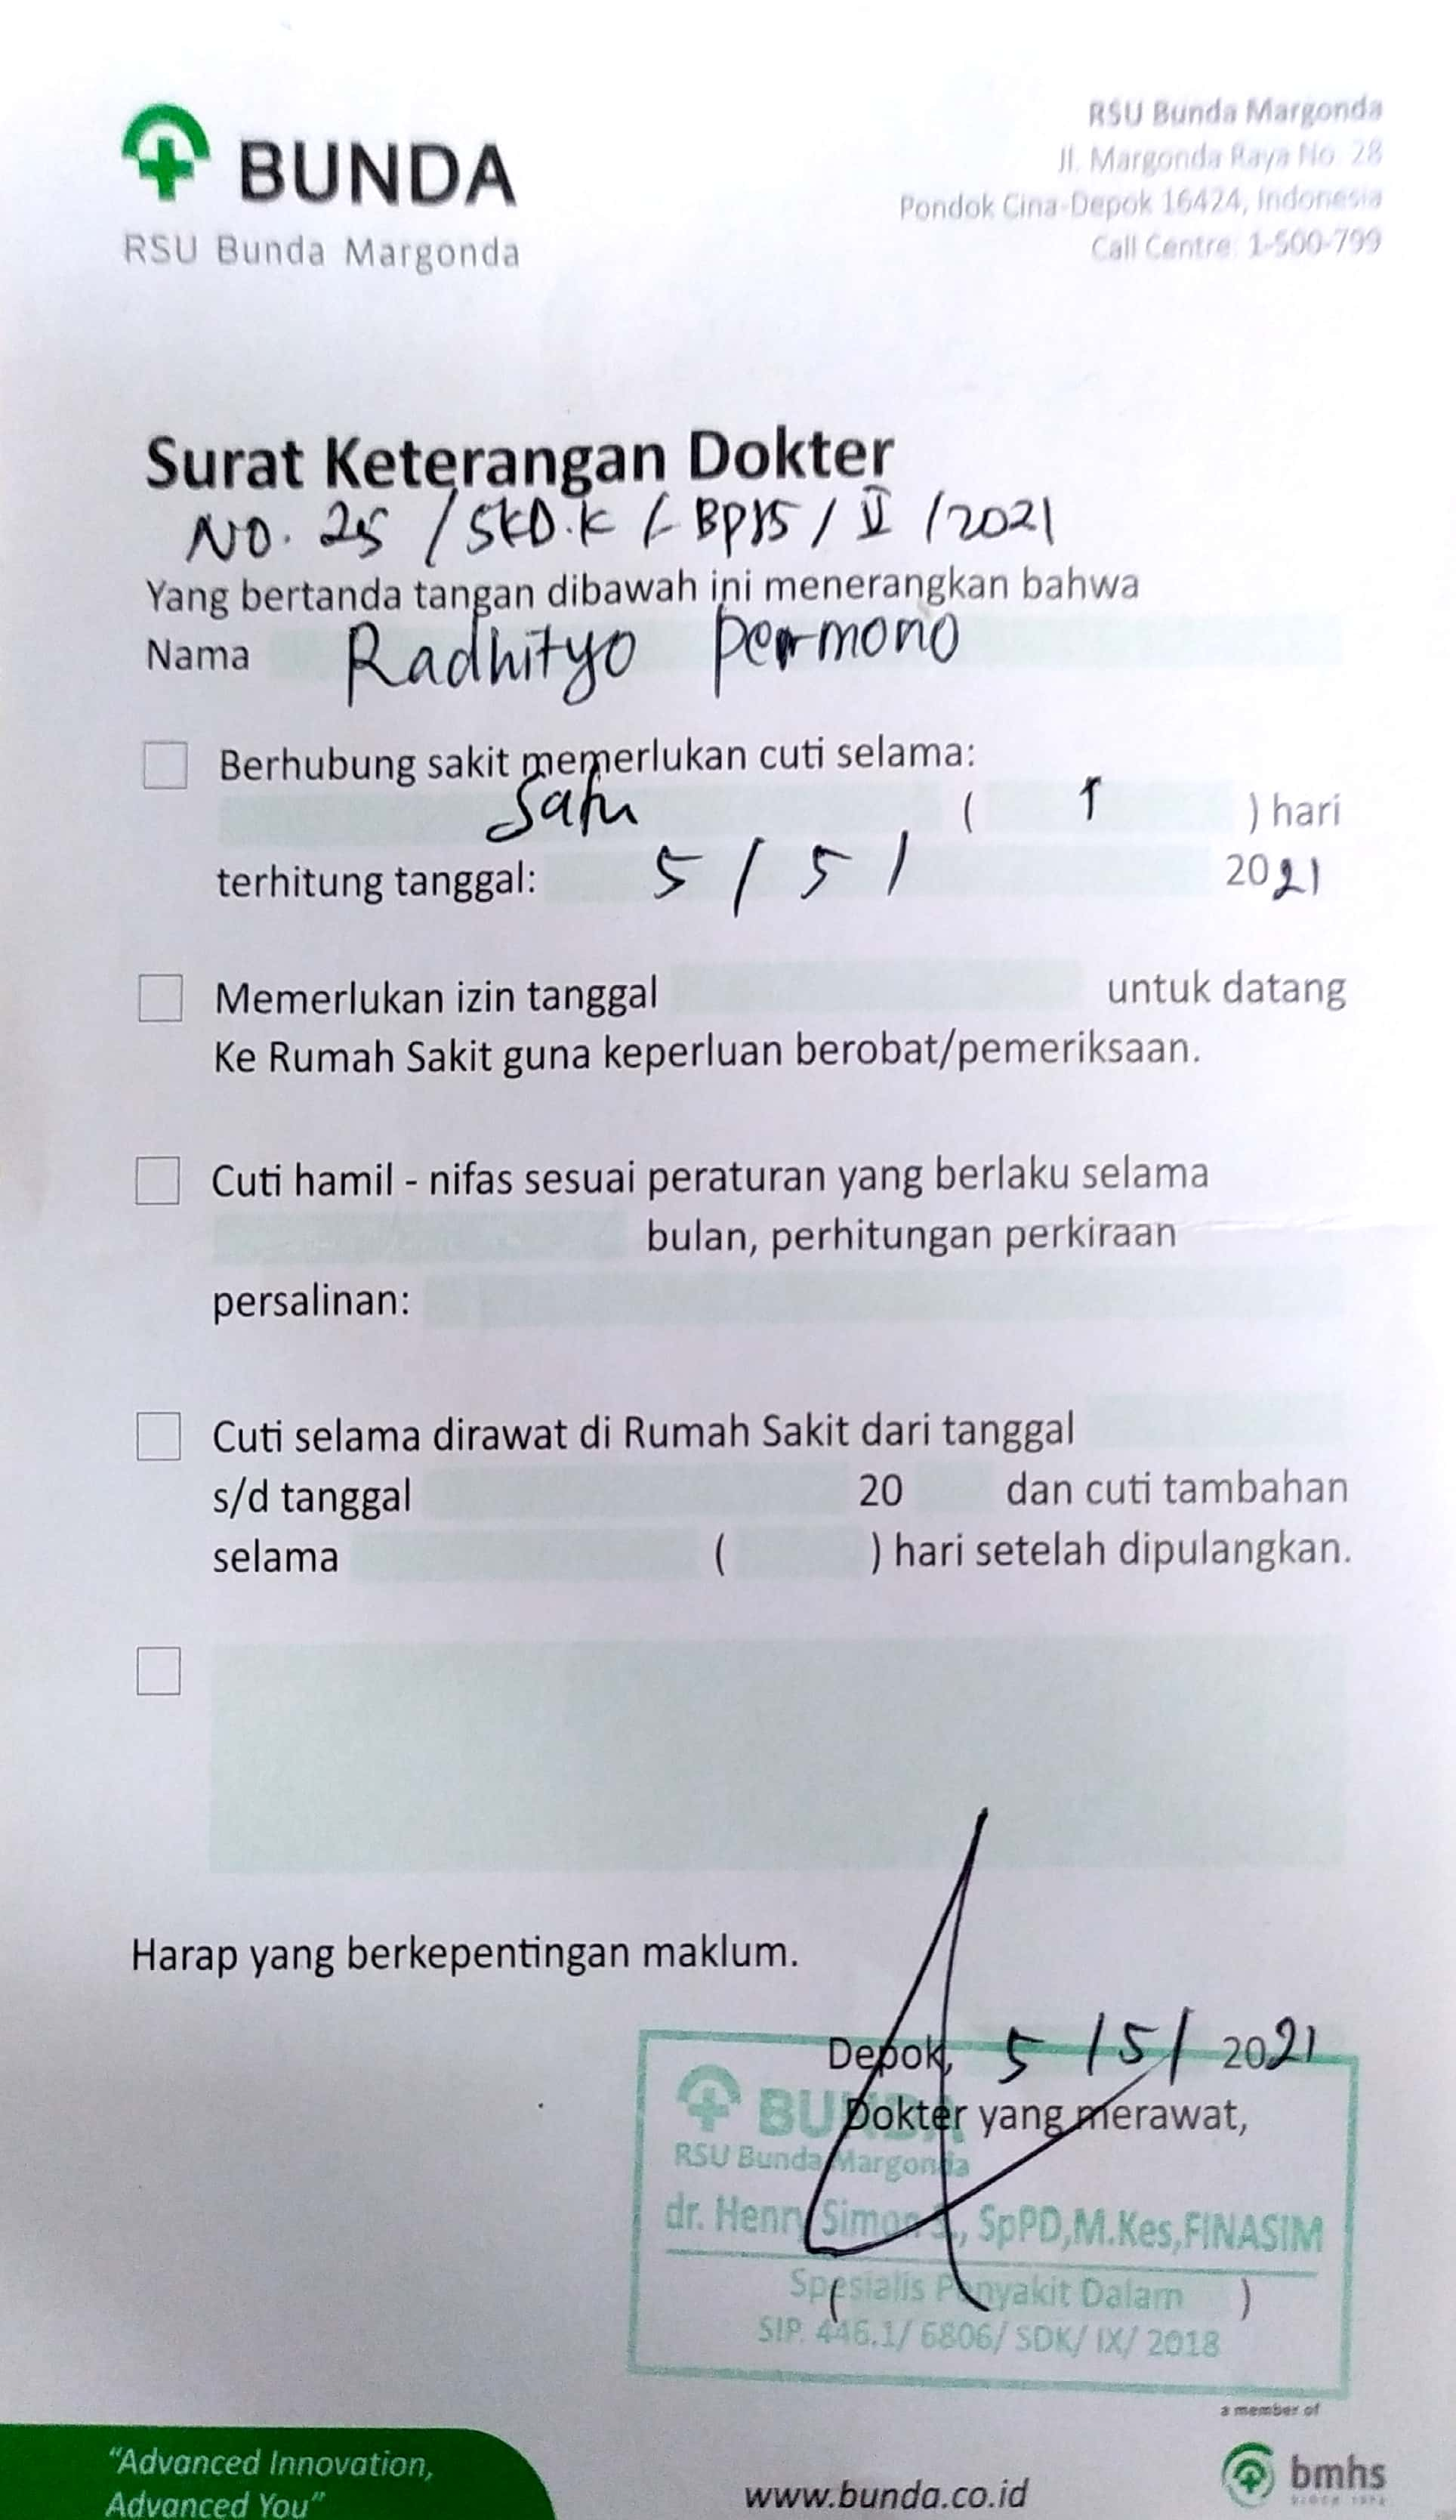 BUNDA
RSU Bunda Margonda
RSU Bunda Margonda
Jl. Margonda Raya No. 28
Pondok Cina-Depok 16424, Indonesia
Call Centre: 1-500-799
Surat Keterangan Dokter
NO. 25 / SKD.K / BPJS / V / 2021
Yang bertanda tangan dibawah ini menerangkan bahwa
Nama Radhityo Permono
Berhubung sakit memerlukan cuti selama:
Satu ( 1 ) hari
terhitung tanggal: 5 / 5 / 2021
Memerlukan izin tanggal untuk datang
Ke Rumah Sakit guna keperluan berobat/pemeriksaan.
Cuti hamil - nifas sesuai peraturan yang berlaku selama
bulan, perhitungan perkiraan
persalinan:
Cuti selama dirawat di Rumah Sakit dari tanggal
s/d tanggal 20 dan cuti tambahan
selama ( ) hari setelah dipulangkan.
Harap yang berkepentingan maklum.
Depok, 5 / 5 / 2021
Dokter yang merawat,
BUNDA
RSU Bunda Margonda
dr. Henry Simon S., SpPD,M.Kes,FINASIM
Spesialis Penyakit Dalam
( )
SIP. 446.1/ 6806/ SDK/ IX/ 2018
"Advanced Innovation,
Advanced You"
www.bunda.co.id
a member of
bmhs